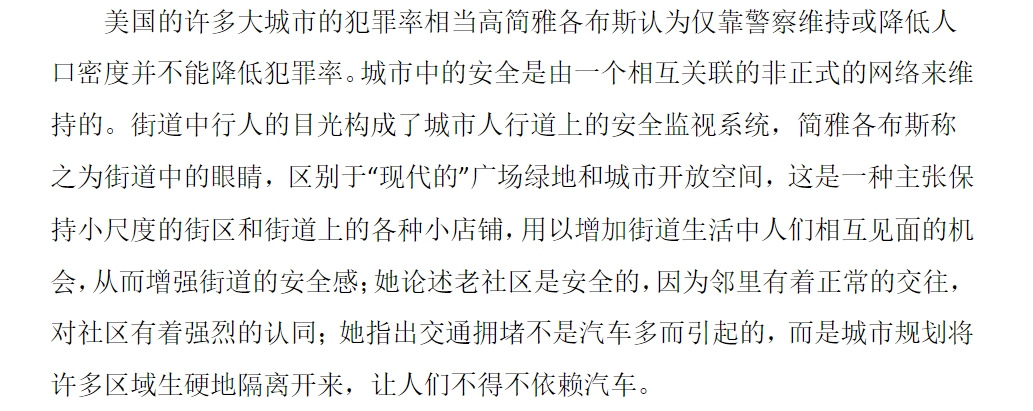 美国的许多大城市的犯罪率相当高简雅各布斯认为仅靠警察维持或降低人
口密度并不能降低犯罪率。城市中的安全是由一个相互关联的非正式的网络来维
持的。街道中行人的目光构成了城市人行道上的安全监视系统，简雅各布斯称
之为街道中的眼睛，区别于“现代的”广场绿地和城市开放空间，这是一种主张保
持小尺度的街区和街道上的各种小店铺，用以增加街道生活中人们相互见面的机
会，从而增强街道的安全感；她论述老社区是安全的，因为邻里有着正常的交往，
对社区有着强烈的认同；她指出交通拥堵不是汽车多而引起的，而是城市规划将
许多区域生硬地隔离开来，让人们不得不依赖汽车。